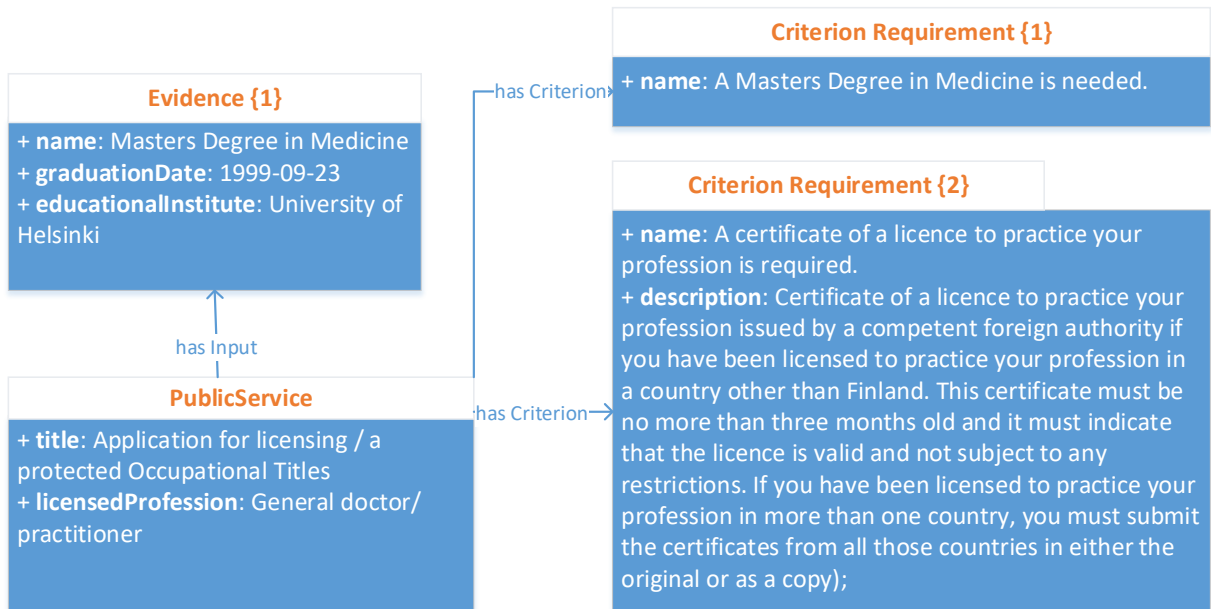 Evidence {1}
+ name: Masters Degree in Medicine
+ graduationDate: 1999-09-23
+ educationalInstitute: University of
Helsinki
has Input
PublicService
+ title: Application for licensing / a
protected Occupational Titles
+ licensedProfession: General doctor/
practitioner
has Criterion
Criterion Requirement {1}
+ name: A Masters Degree in Medicine is needed.
has Criterion
Criterion Requirement {2}
+ name: A certificate of a licence to practice your
profession is required.
+ description: Certificate of a licence to practice your
profession issued by a competent foreign authority if
you have been licensed to practice your profession in
a country other than Finland. This certificate must be
no more than three months old and it must indicate
that the licence is valid and not subject to any
restrictions. If you have been licensed to practice your
profession in more than one country, you must submit
the certificates from all those countries in either the
original or as a copy);